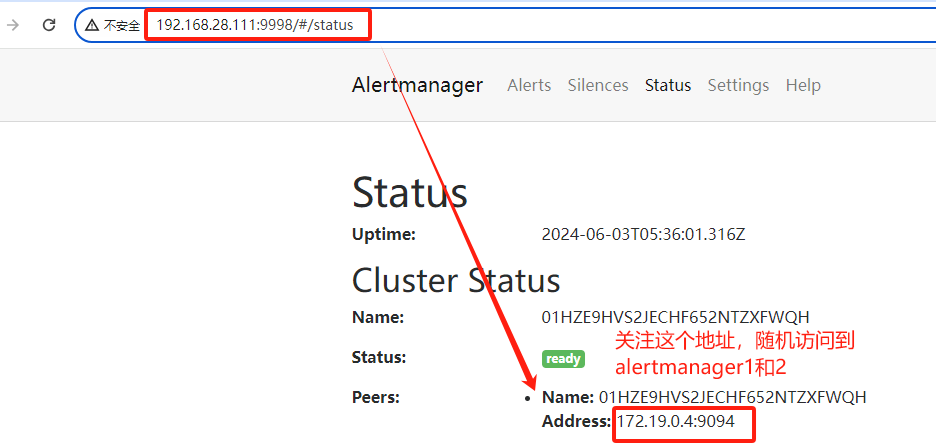 不安全 192.168.28.111:9998/#/status
Alertmanager Alerts Silences Status Settings Help
Status
Uptime: 2024-06-03T05:36:01.316Z
Cluster Status
Name: 01HZE9HVS2JECHF652NTZXFWQH
关注这个地址，随机访问到
alertmanager1和2
Status: ready
Peers: • Name: 01HZE9HVS2JECHF652NTZXFWQH
Address: 172.19.0.4:9094